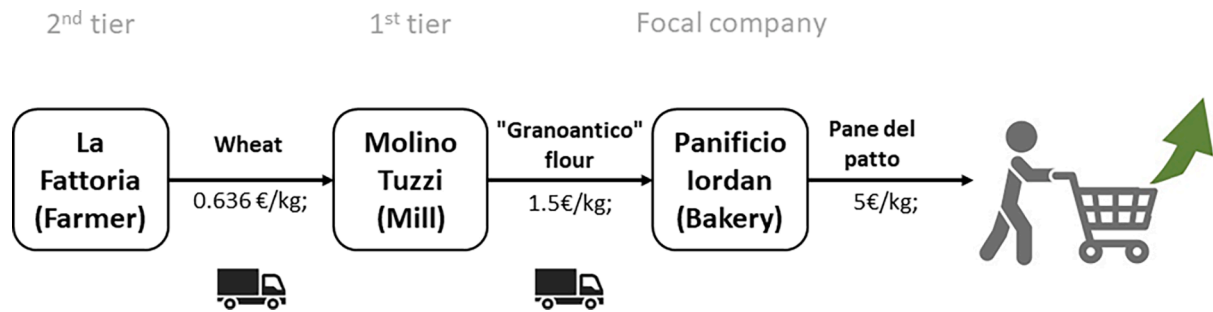 2nd tier
1st tier
Focal company
La
Fattoria
(Farmer)
Wheat
0.636 €/kg;
Molino
Tuzzi
(Mill)
"Granoantico"
flour
1.5€/kg;
Panificio
Iordan
(Bakery)
Pane del
patto
5€/kg;